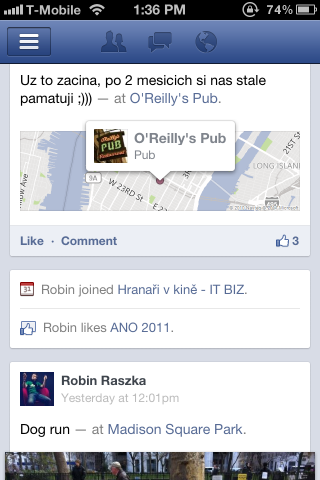 T-Mobile 1:36 PM 74%
Uz to zacina, po 2 mesicich si nas stale
pamatuji ;))) — at O'Reilly's Pub.
O'Reilly's Pub
Pub
PUB
21ST
LONG ISLAND
9A
W 23RD ST
495
Like · Comment 3
31 Robin joined Hranaři v kině - IT BIZ.
Robin likes ANO 2011.
Robin Raszka
Yesterday at 12:01pm
Dog run — at Madison Square Park.